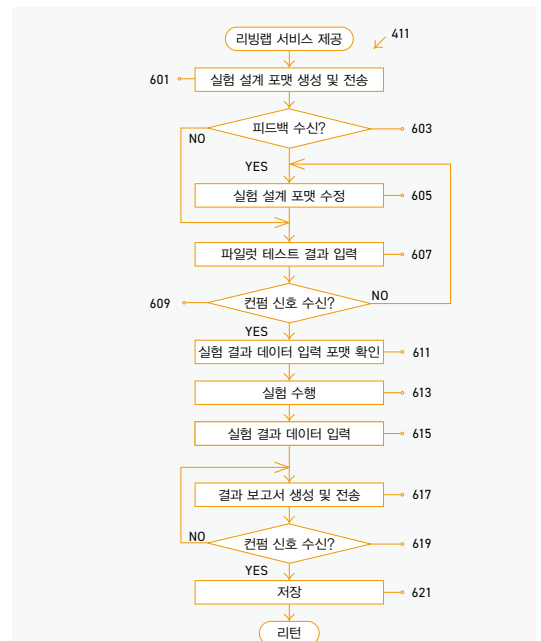 리빙랩 서비스 제공
411
601
실험 설계 포맷 생성 및 전송
피드백 수신?
603
NO
YES
실험 설계 포맷 수정
605
파일럿 테스트 결과 입력
607
609
컨펌 신호 수신?
NO
YES
실험 결과 데이터 입력 포맷 확인
611
실험 수행
613
실험 결과 데이터 입력
615
결과 보고서 생성 및 전송
617
NO
컨펌 신호 수신?
619
YES
저장
621
리턴